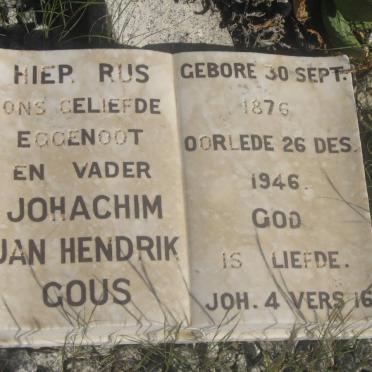 HIER RUS
ONS GELIEFDE
EGGENOOT
EN VADER
JOHACHIM
JAN HENDRIK
GOUS
GEBORE 30 SEPT.
1876
OORLEDE 26 DES.
1946.
GOD
IS LIEFDE.
JOH. 4 VERS 16